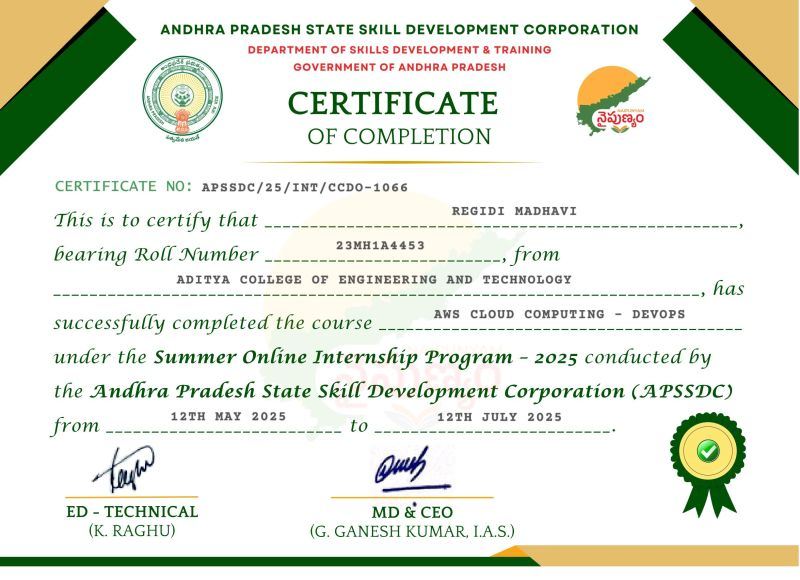 ANDHRA PRADESH STATE SKILL DEVELOPMENT CORPORATION
DEPARTMENT OF SKILLS DEVELOPMENT & TRAINING
GOVERNMENT OF ANDHRA PRADESH
CERTIFICATE
OF COMPLETION
నైపుణ్యం
CERTIFICATE NO: APSSDC/25/INT/CCDO-1066
This is to certify that REGIDI MADHAVI,
bearing Roll Number 23MH1A4453, from
ADITYA COLLEGE OF ENGINEERING AND TECHNOLOGY, has
successfully completed the course AWS CLOUD COMPUTING - DEVOPS
under the Summer Online Internship Program – 2025 conducted by
the Andhra Pradesh State Skill Development Corporation (APSSDC)
from 12TH MAY 2025 to 12TH JULY 2025.
ED – TECHNICAL
(K. RAGHU)
MD & CEO
(G. GANESH KUMAR, I.A.S.)